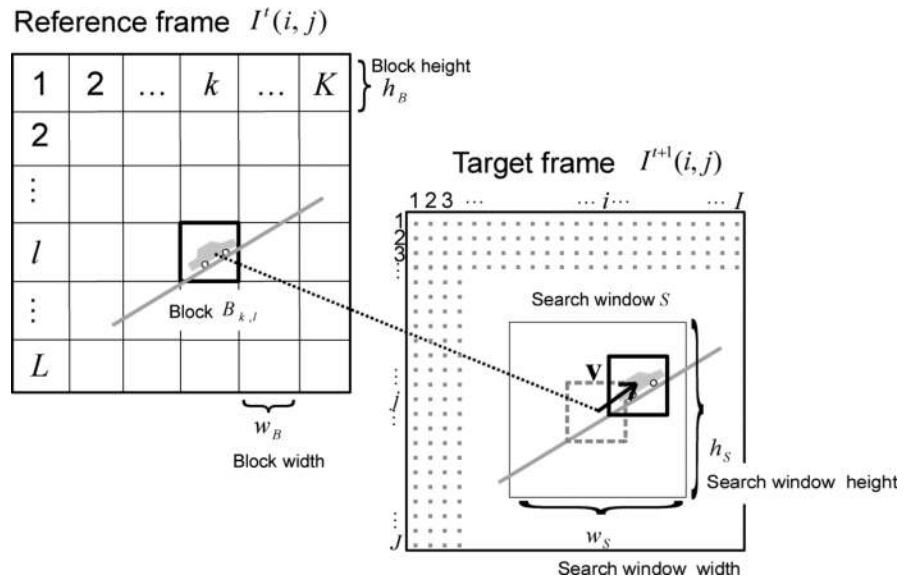 Reference frame I^t(i, j)
1 2 … k … K
Block height
h_B
2
⋮
l
⋮
L
Block B_{k,l}
w_B
Block width
Target frame I^{t+1}(i, j)
1 2 3 … … i … … I
1
2
3
⋮
⋮
j
⋮
⋮
J
Search window S
v
h_S
Search window height
w_S
Search window width